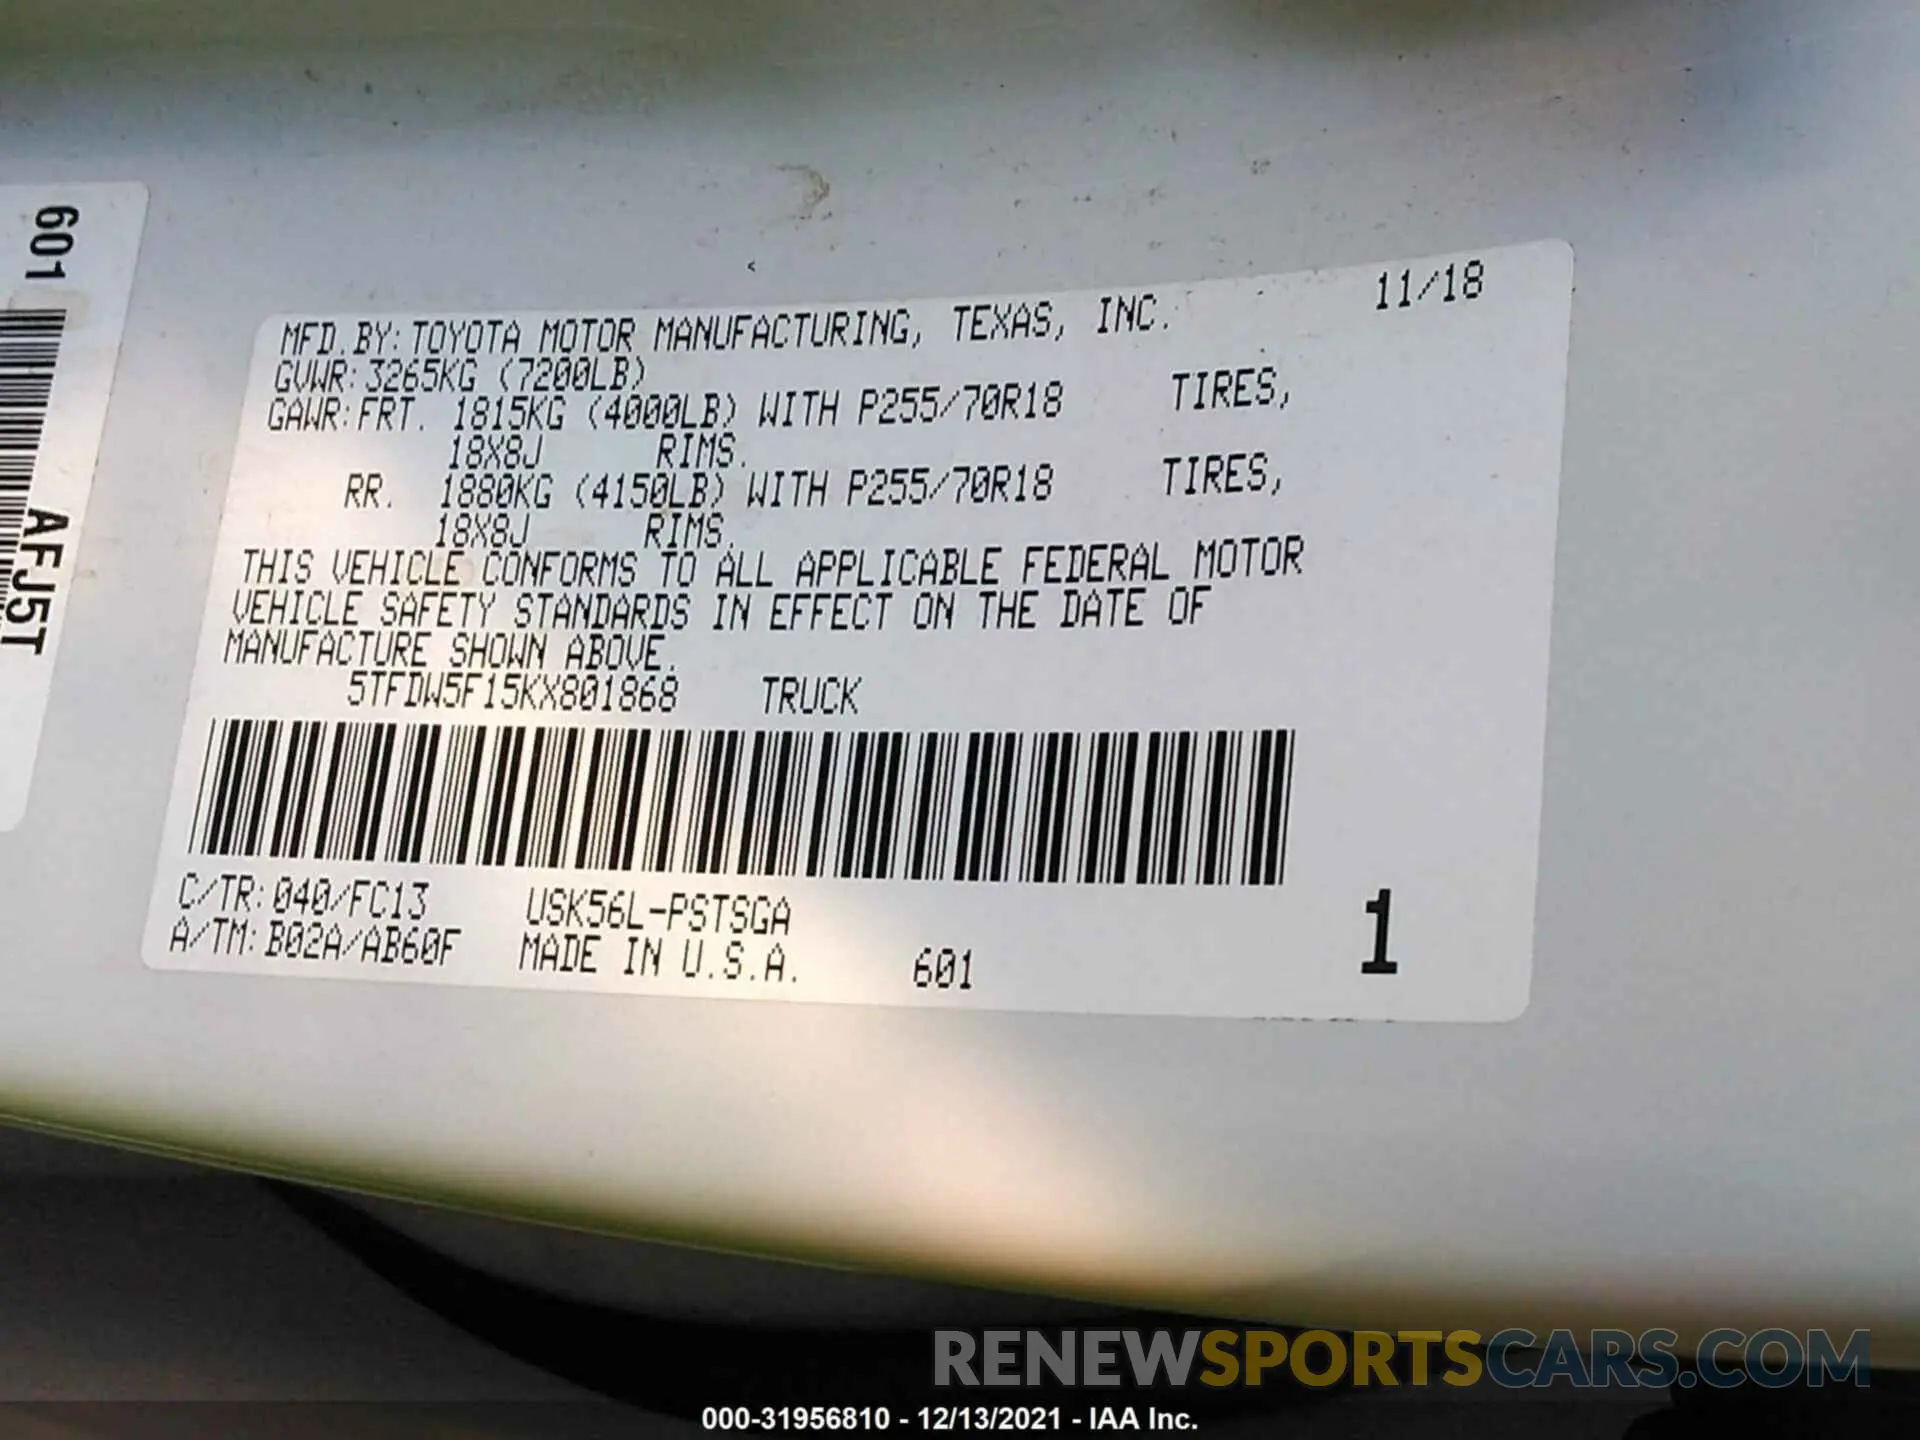 601
AFJ5T
MFD.BY:TOYOTA MOTOR MANUFACTURING, TEXAS, INC. 11/18
GVWR:3265KG (7200LB)
GAWR:FRT. 1815KG (4000LB) WITH P255/70R18 TIRES,
18X8J RIMS.
RR. 1880KG (4150LB) WITH P255/70R18 TIRES,
18X8J RIMS.
THIS VEHICLE CONFORMS TO ALL APPLICABLE FEDERAL MOTOR
VEHICLE SAFETY STANDARDS IN EFFECT ON THE DATE OF
MANUFACTURE SHOWN ABOVE.
5TFDW5F15KX801868 TRUCK
C/TR:040/FC13 USK56L-PSTSGA
A/TM:B02A/AB60F MADE IN U.S.A. 601 1
RENEWSPORTSCARS.COM
000-31956810 - 12/13/2021 - IAA Inc.